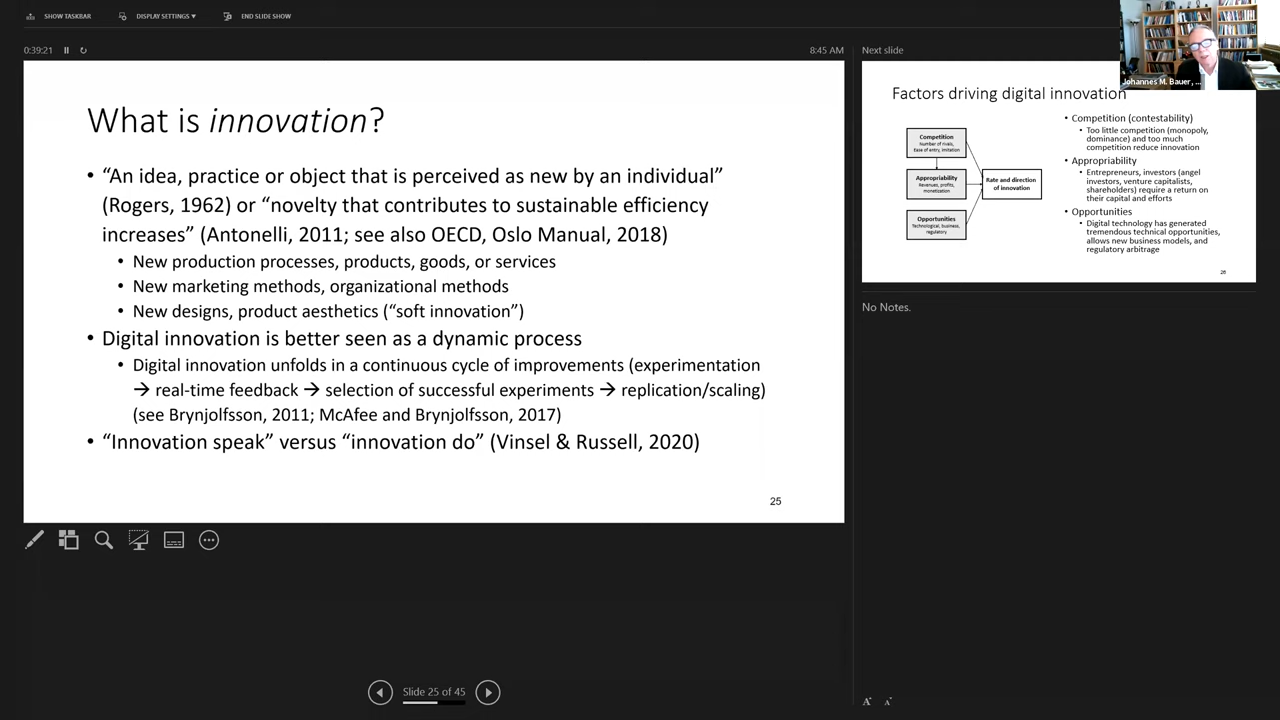 SHOW TASKBAR
DISPLAY SETTINGS ▾
END SLIDE SHOW
0:39:21
8:45 AM
What is innovation?
• “An idea, practice or object that is perceived as new by an individual”
(Rogers, 1962) or “novelty that contributes to sustainable efficiency
increases” (Antonelli, 2011; see also OECD, Oslo Manual, 2018)
• New production processes, products, goods, or services
• New marketing methods, organizational methods
• New designs, product aesthetics (“soft innovation”)
• Digital innovation is better seen as a dynamic process
• Digital innovation unfolds in a continuous cycle of improvements (experimentation
→ real-time feedback → selection of successful experiments → replication/scaling)
(see Brynjolfsson, 2011; McAfee and Brynjolfsson, 2017)
• “Innovation speak” versus “innovation do” (Vinsel & Russell, 2020)
25
Slide 25 of 45
Next slide
Johannes M. Bauer, ...
Factors driving digital innovation
Competition
Number of rivals,
Ease of entry, imitation
Appropriability
Revenues, profits,
monetization
Opportunities
Technological, business,
regulatory
Rate and direction
of innovation
• Competition (contestability)
• Too little competition (monopoly,
dominance) and too much
competition reduce innovation
• Appropriability
• Entrepreneurs, investors (angel
investors, venture capitalists,
shareholders) require a return on
their capital and efforts
• Opportunities
• Digital technology has generated
tremendous technical opportunities,
allows new business models, and
regulatory arbitrage
26
No Notes.
A A